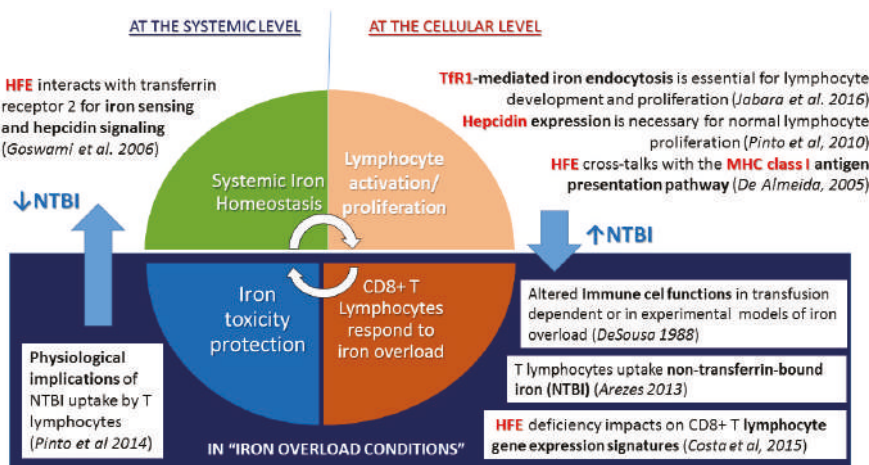 AT THE SYSTEMIC LEVEL
AT THE CELLULAR LEVEL
HFE interacts with transferrin
receptor 2 for iron sensing
and hepcidin signaling
(Goswami et al. 2006)
TfR1-mediated iron endocytosis is essential for lymphocyte
development and proliferation (Jabara et al. 2016)
Hepcidin expression is necessary for normal lymphocyte
proliferation (Pinto et al, 2010)
HFE cross-talks with the MHC class I antigen
presentation pathway (De Almeida, 2005)
Systemic Iron
Homeostasis
Lymphocyte
activation/
proliferation
↓NTBI
↑NTBI
Iron
toxicity
protection
CD8+ T
Lymphocytes
respond to
iron overload
Physiological
implications of
NTBI uptake by T
lymphocytes
(Pinto et al 2014)
Altered immune cel functions in transfusion
dependent or in experimental models of iron
overload (DeSousa 1988)
T lymphocytes uptake non-transferrin-bound
iron (NTBI) (Arezes 2013)
HFE deficiency impacts on CD8+ T lymphocyte
gene expression signatures (Costa et al, 2015)
IN "IRON OVERLOAD CONDITIONS"